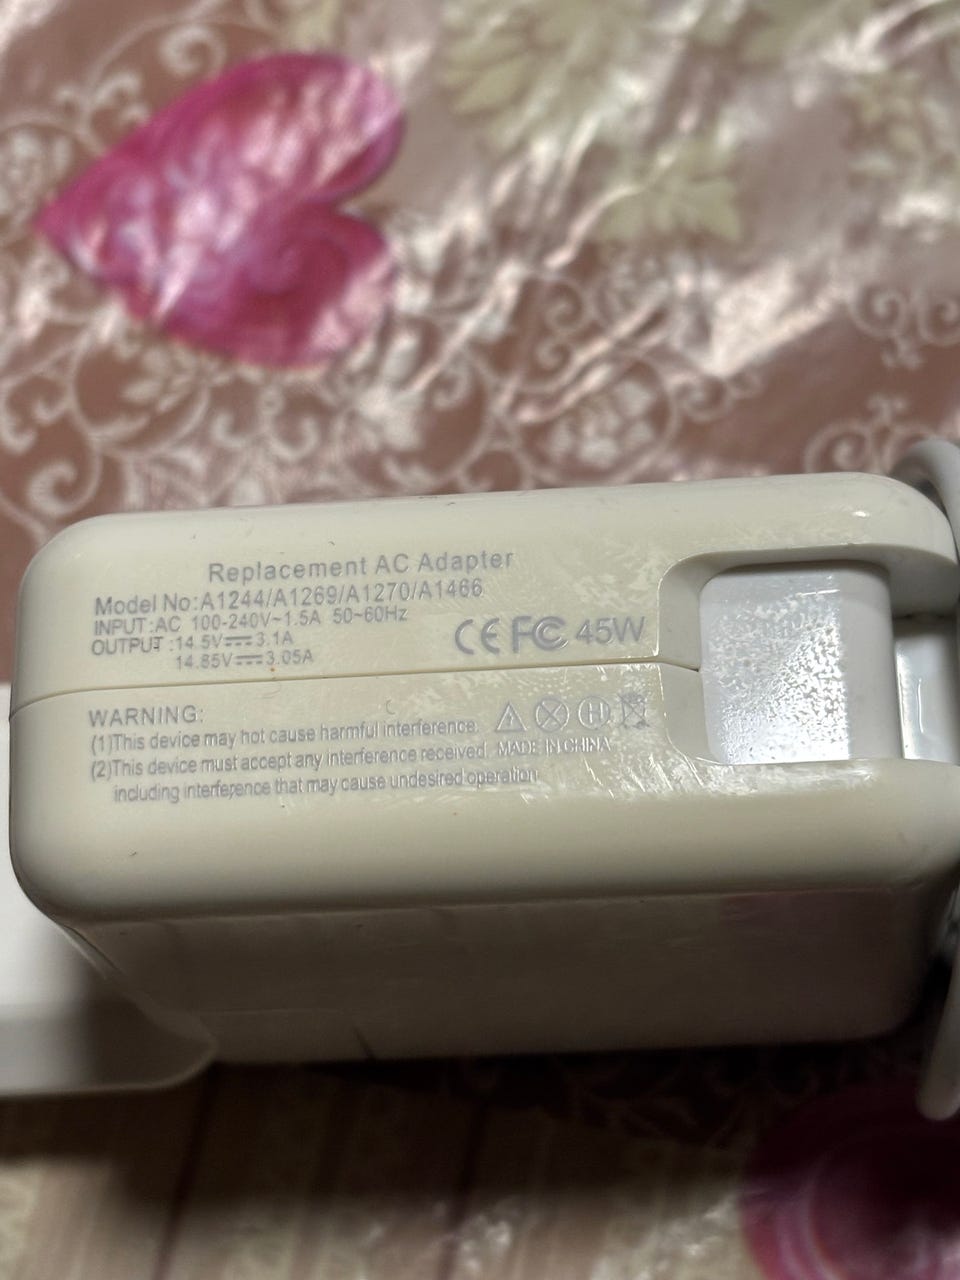 Replacement AC Adapter
Model No:A1244/A1269/A1270/A1466
INPUT:AC 100-240V~1.5A 50~60Hz
OUTPUT:14.5V⎓3.1A
14.85V⎓3.05A
CE FC 45W
WARNING:
(1)This device may hot cause harmful interference.
(2)This device must accept any interference received
including interference that may cause undesired operation
H
MADE IN CHINA